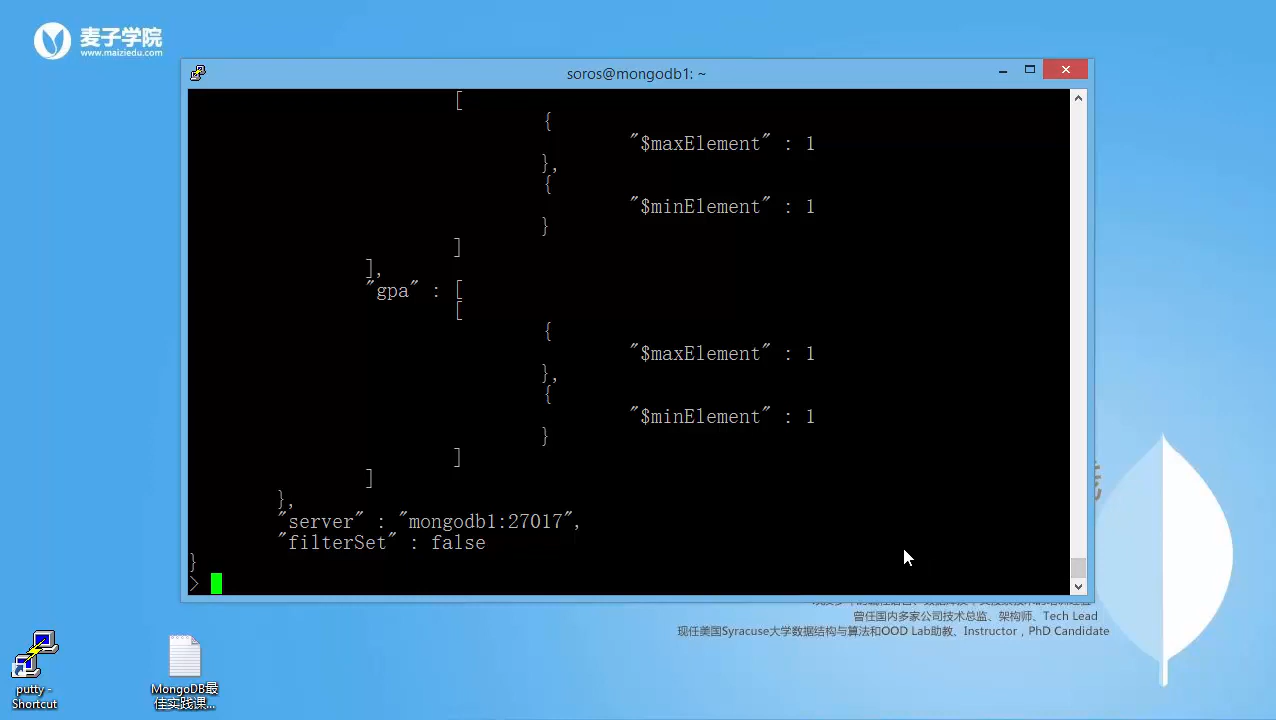 麦子学院
www.maiziedu.com
soros@mongodb1: ~
[
{
"$maxElement" : 1
},
{
"$minElement" : 1
}
]
],
"gpa" : [
[
{
"$maxElement" : 1
},
{
"$minElement" : 1
}
]
]
},
"server" : "mongodb1:27017",
"filterSet" : false
}
>
曾任国内多家公司技术总监、架构师、Tech Lead
现任美国Syracuse大学数据结构与算法和OOD Lab助教、Instructor，PhD Candidate
putty -
Shortcut
MongoDB最
佳实践课...